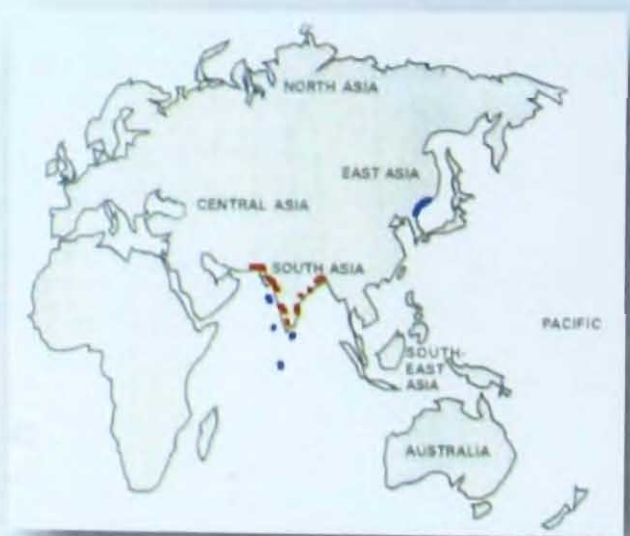 NORTH ASIA
EAST ASIA
CENTRAL ASIA
SOUTH ASIA
PACIFIC
SOUTH-
EAST
ASIA
AUSTRALIA